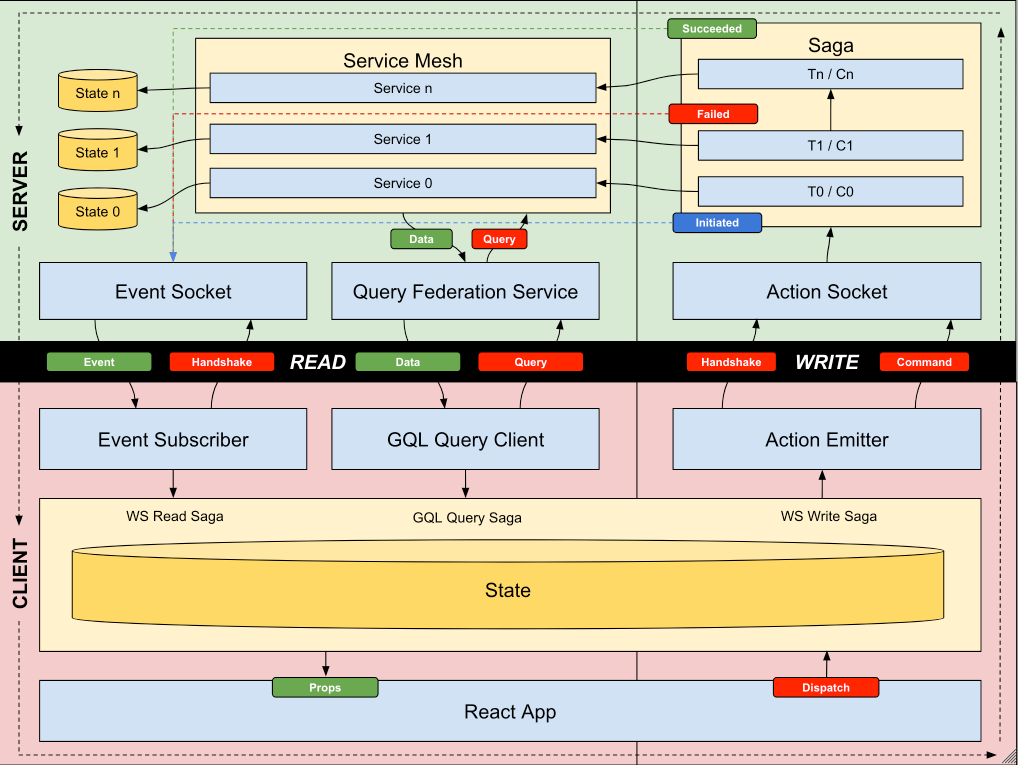 Succeeded
Saga
Service Mesh
Tn / Cn
Service n
State n
Failed
Service 1
T1 / C1
State 1
Service 0
T0 / C0
State 0
SERVER
Initiated
Data
Query
Event Socket
Query Federation Service
Action Socket
Event
Handshake
READ
Data
Query
Handshake
WRITE
Command
Event Subscriber
GQL Query Client
Action Emitter
WS Read Saga
GQL Query Saga
WS Write Saga
CLIENT
State
Props
Dispatch
React App